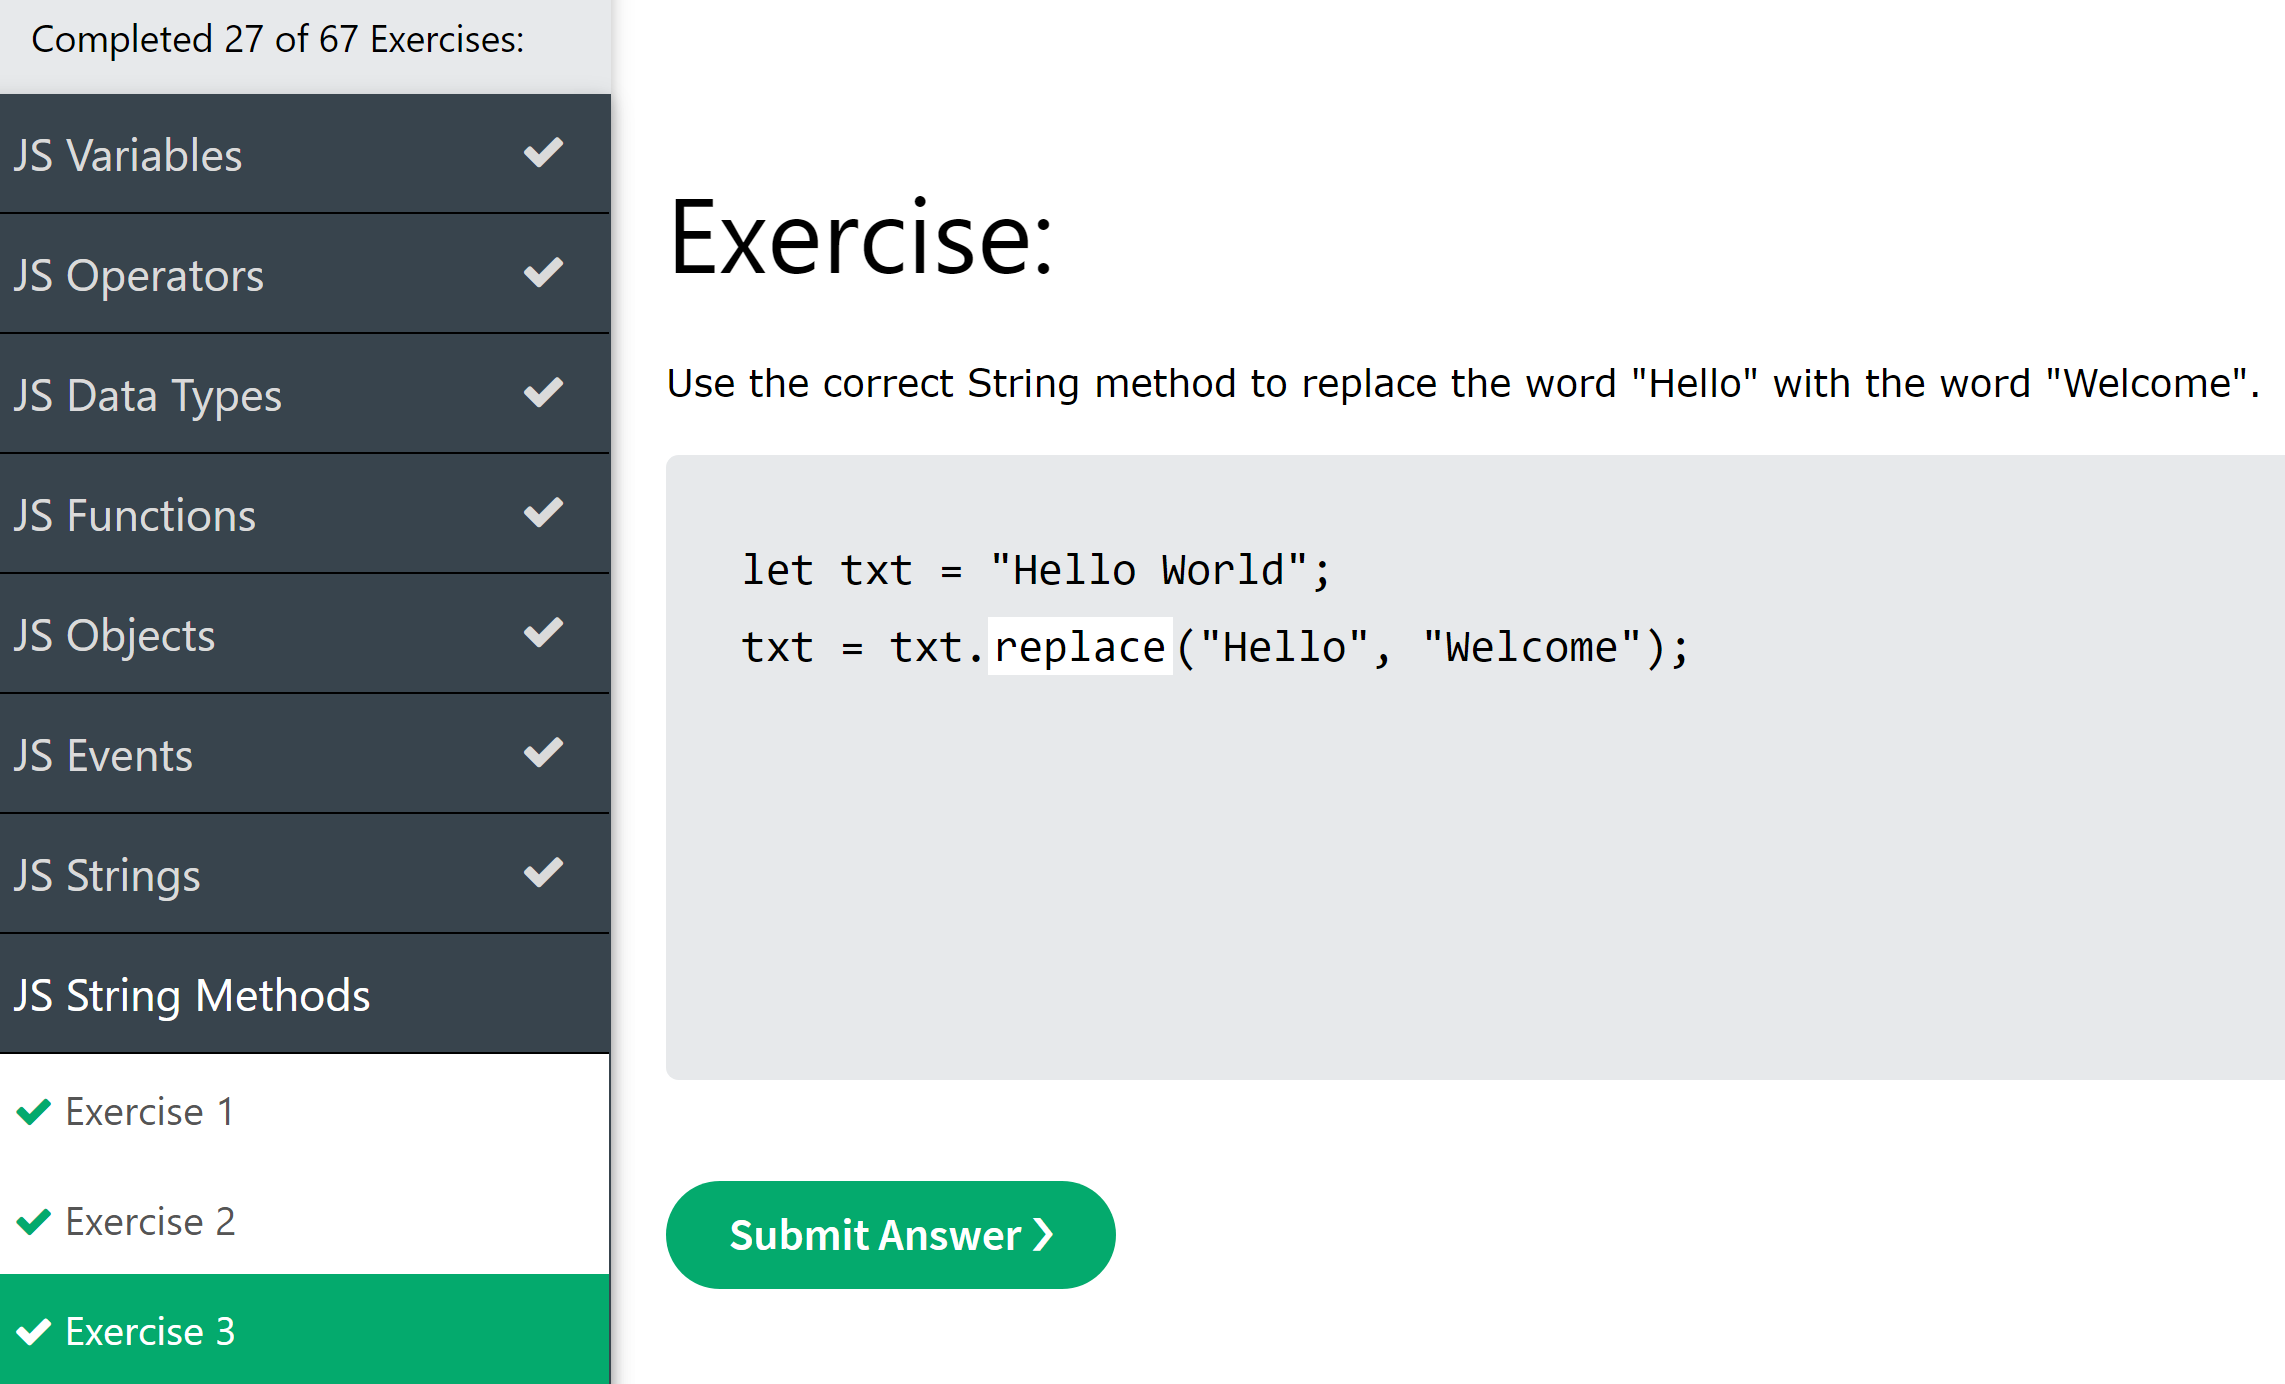 Completed 27 of 67 Exercises:
JS Variables
JS Operators
JS Data Types
JS Functions
JS Objects
JS Events
JS Strings
JS String Methods
Exercise 1
Exercise 2
Exercise 3
Exercise:
Use the correct String method to replace the word "Hello" with the word "Welcome".
let txt = "Hello World";
txt = txt.replace("Hello", "Welcome");
Submit Answer ❯